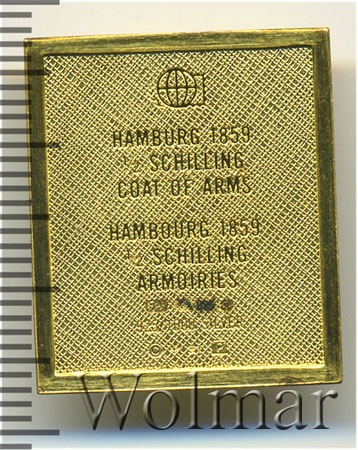 HAMBURG 1859
1/2 SCHILLING
COAT OF ARMS
HAMBOURG 1859
1/2 SCHILLING
ARMOIRIES
Wolmar